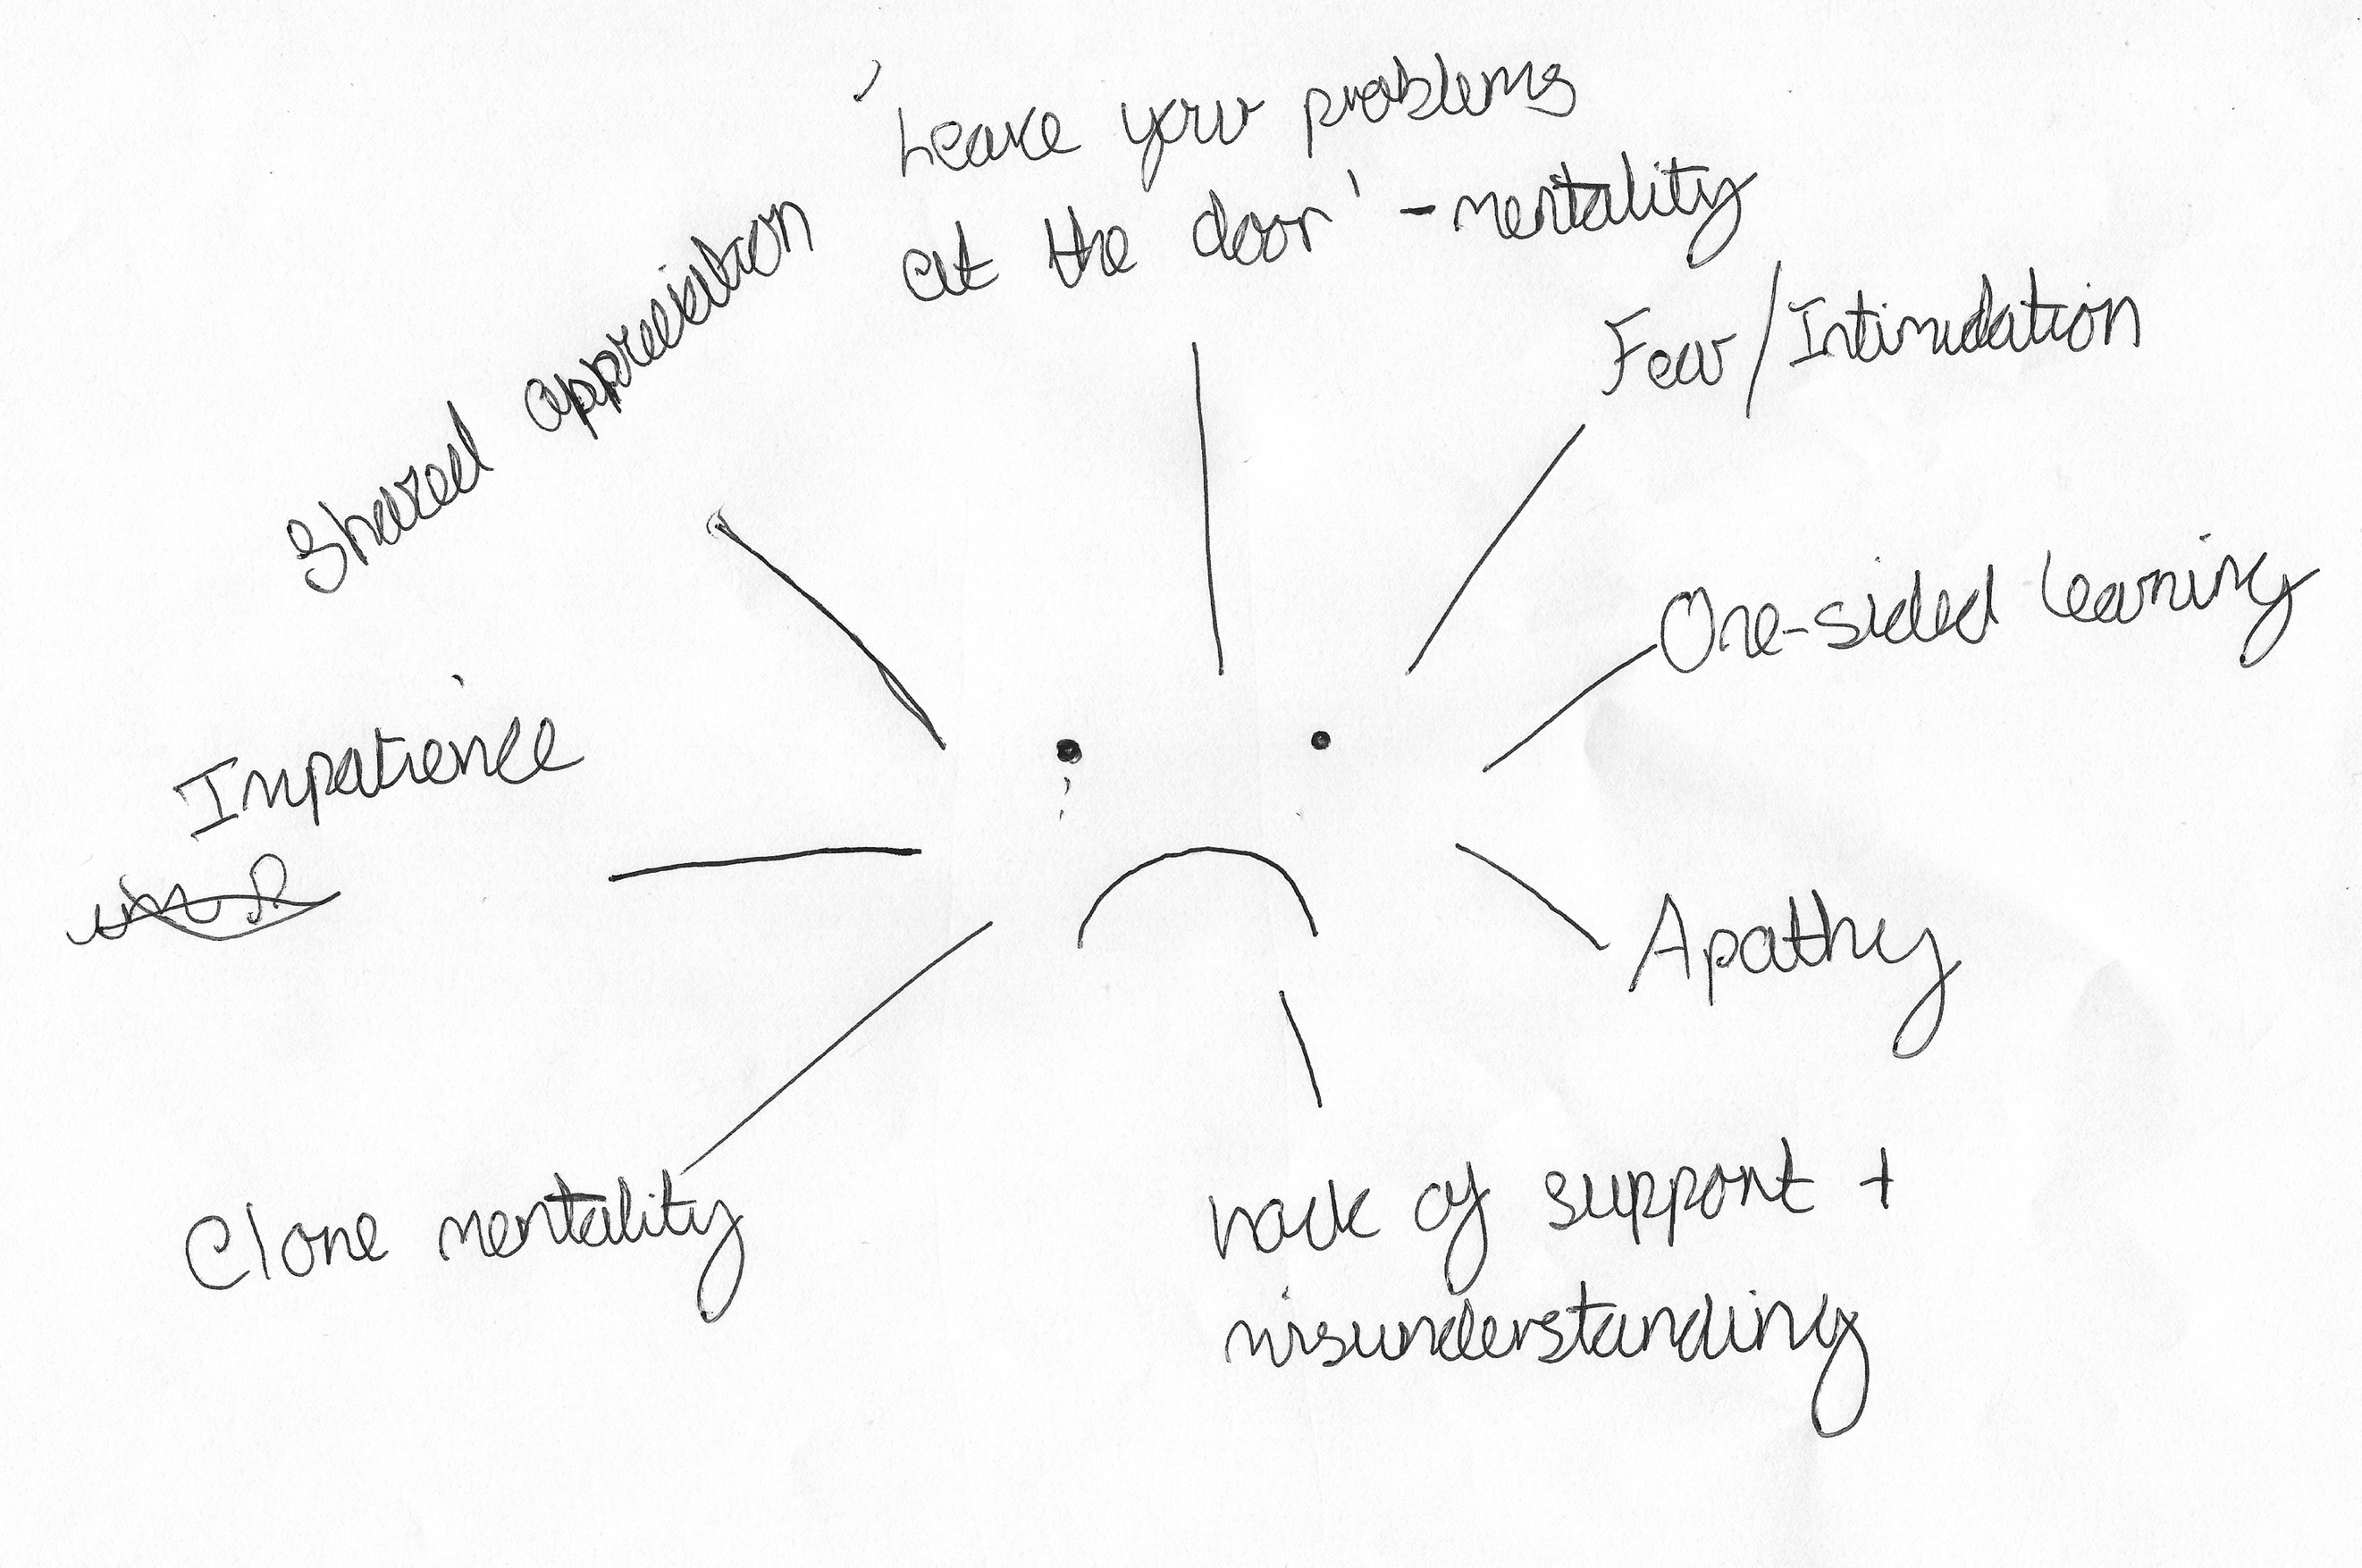 'Leave your problems
at the door' - mentality
Fear/Intimidation
One-sided learning
Apathy
Lack of support +
misunderstanding
Clone mentality
Impatience
Shared appreciation